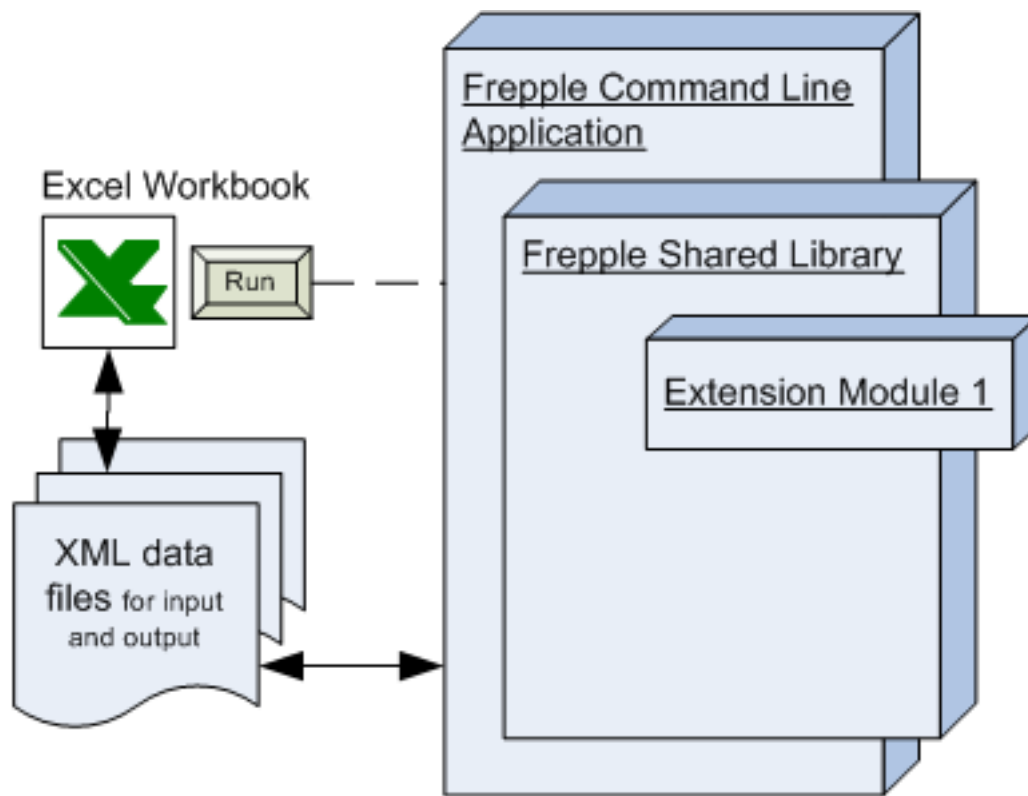 Frepple Command Line
Application
Excel Workbook
Run
Frepple Shared Library
Extension Module 1
XML data
files for input
and output